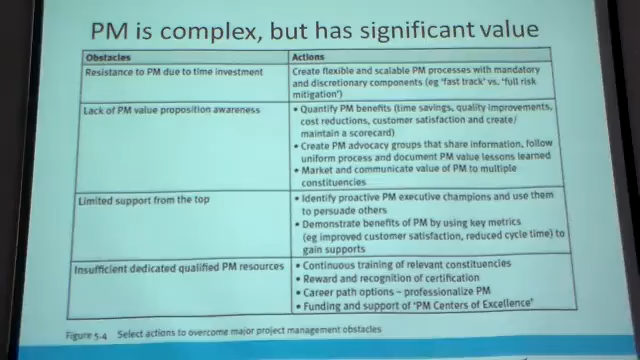 PM is complex, but has significant value
Obstacles
Actions
Resistance to PM due to time investment
Create flexible and scalable PM processes with mandatory
and discretionary components (eg 'fast track' vs. 'full risk
mitigation')
Lack of PM value proposition awareness
• Quantify PM benefits (time savings, quality improvements,
cost reductions, customer satisfaction and create/
maintain a scorecard)
• Create PM advocacy groups that share information, follow
uniform process and document PM value lessons learned
• Market and communicate value of PM to multiple
constituencies
Limited support from the top
• Identify proactive PM executive champions and use them
to persuade others
• Demonstrate benefits of PM by using key metrics
(eg improved customer satisfaction, reduced cycle time) to
gain supports
Insufficient dedicated qualified PM resources
• Continuous training of relevant constituencies
• Reward and recognition of certification
• Career path options – professionalize PM
• Funding and support of 'PM Centers of Excellence'
Figure 5.4 Select actions to overcome major project management obstacles